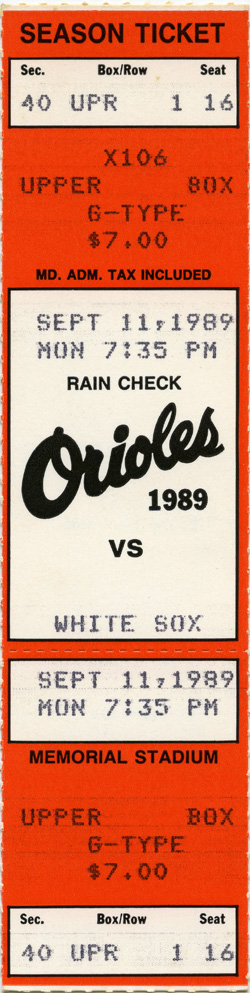 SEASON TICKET
Sec. Box/Row Seat
40 UPR 1 16
X106
UPPER BOX
G-TYPE
$7.00
MD. ADM. TAX INCLUDED
SEPT 11,1989
MON 7:35 PM
RAIN CHECK
Orioles
1989
VS
WHITE SOX
SEPT 11,1989
MON 7:35 PM
MEMORIAL STADIUM
UPPER BOX
G-TYPE
$7.00
Sec. Box/Row Seat
40 UPR 1 16